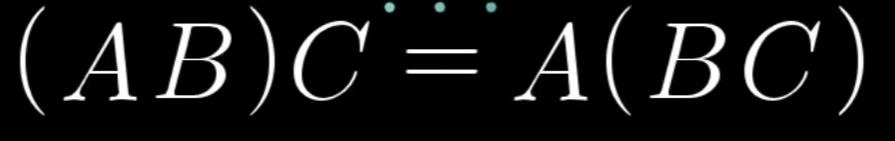 (AB)C = A(BC)